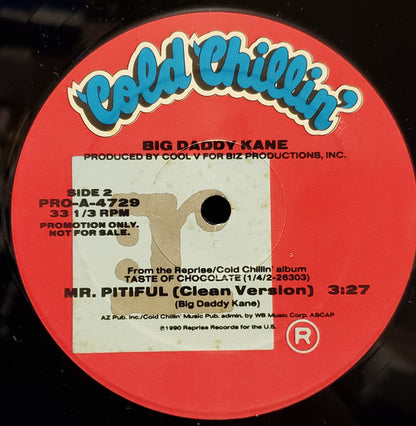 Cold Chillin'
BIG DADDY KANE
PRODUCED BY COOL V FOR BIZ PRODUCTIONS, INC.
SIDE 2
PRO-A-4729
33 1/3 RPM
PROMOTION ONLY.
NOT FOR SALE.
r
From the Reprise/Cold Chillin' album
TASTE OF CHOCOLATE (1/4/2-26303)
MR. PITIFUL (Clean Version) 3:27
(Big Daddy Kane)
AZ Pub. Inc./Cold Chillin' Music Pub. admin. by WB Music Corp. ASCAP
℗1990 Reprise Records for the U.S.
R